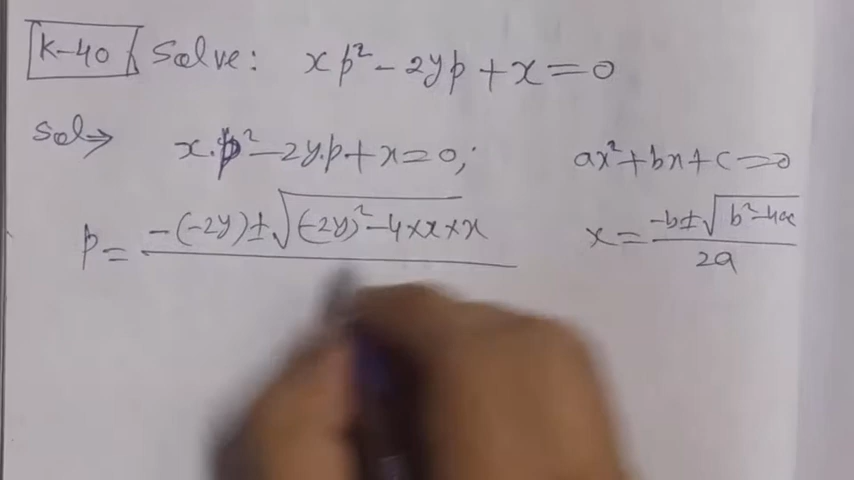 K-40 Solve: xp²-2yp+x=0
Sol→ x.p²-2y.p+x=0,; ax²+bx+c=0
p= -(-2y)±√(-2y)²-4×x×x x= -b±√b²-4ac / 2a